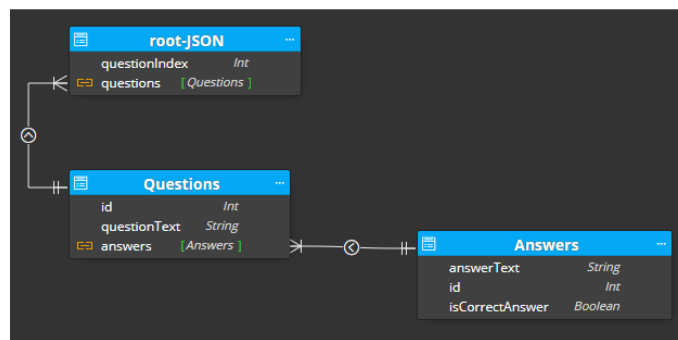 root-JSON ...
questionIndex Int
questions [ Questions ]
Questions ...
id Int
questionText String
answers [ Answers ]
Answers ...
answerText String
id Int
isCorrectAnswer Boolean